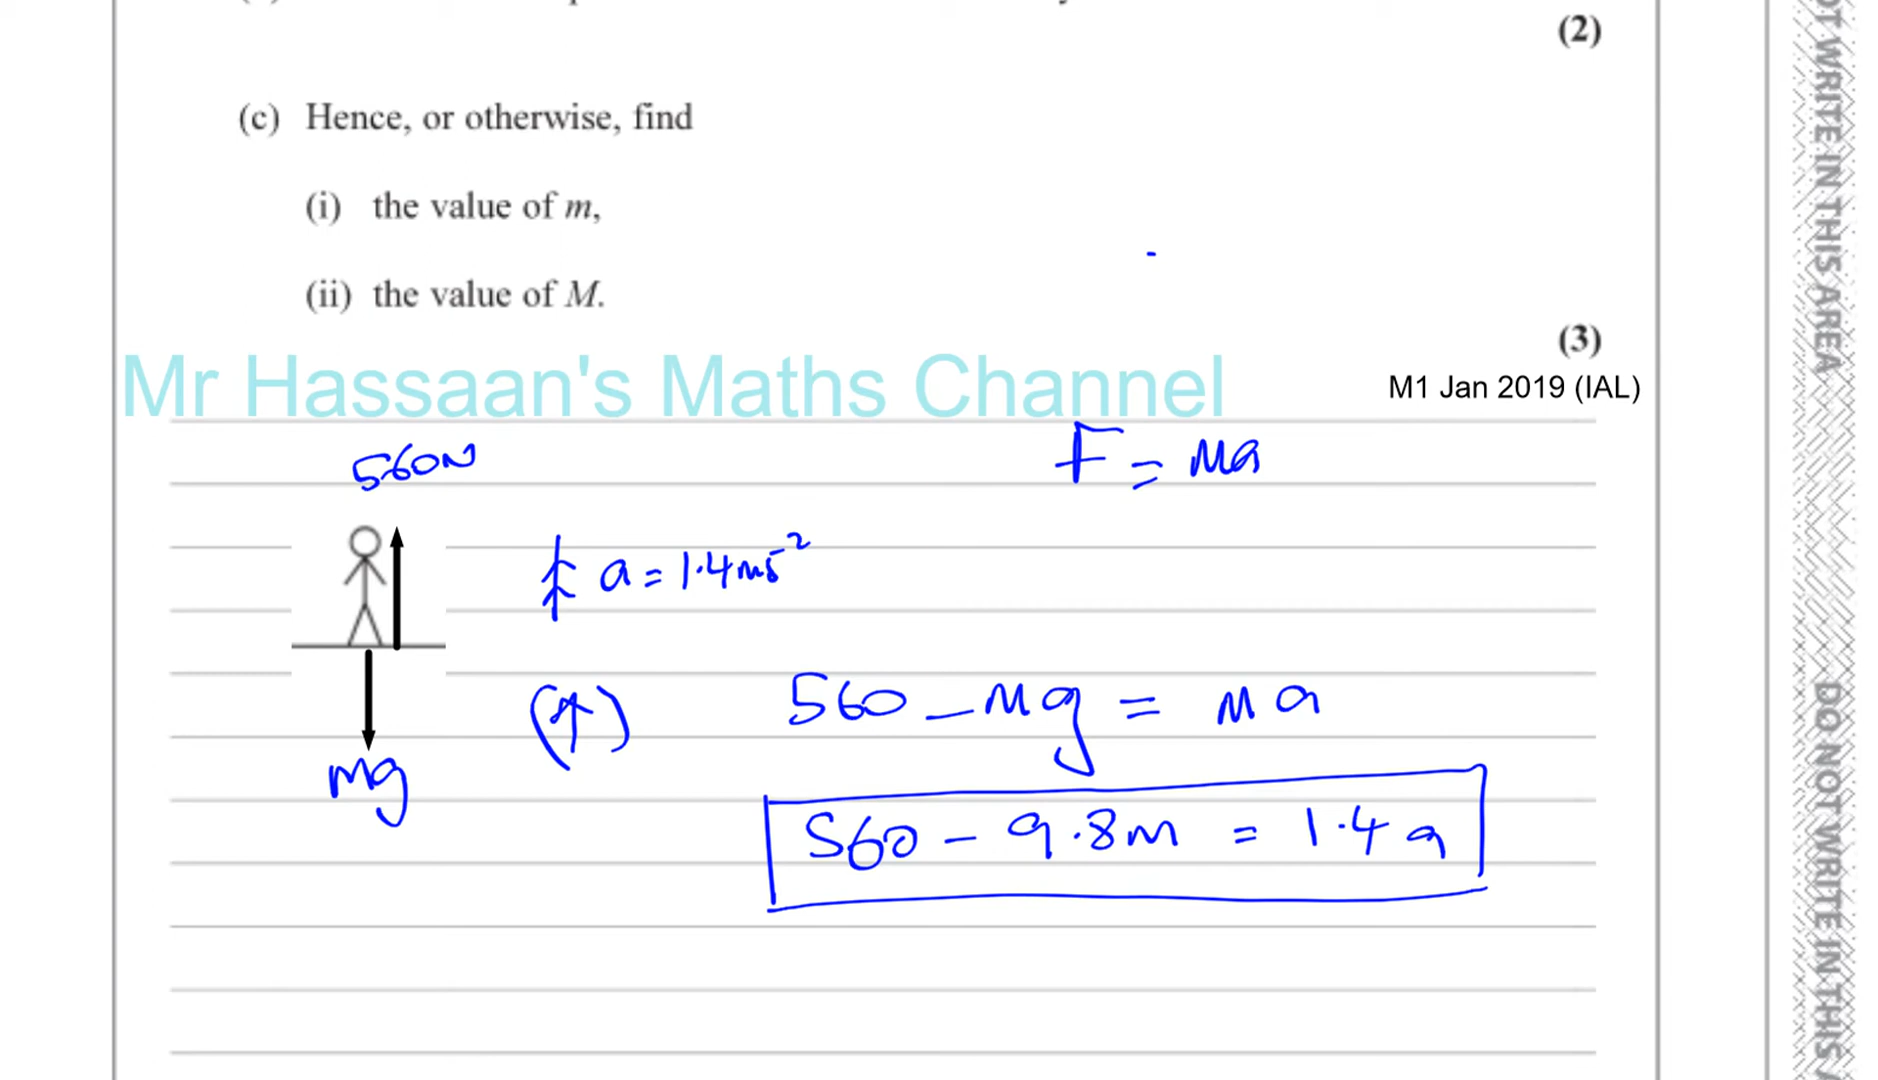 (2)
(c) Hence, or otherwise, find
(i) the value of m,
(ii) the value of M.
(3)
Mr Hassaan's Maths Channel
M1 Jan 2019 (IAL)
560N
F = ma
a = 1.4ms⁻²
(↑) 560 - mg = ma
mg
560 - 9.8m = 1.4a
OT WRITE IN THIS AREA
DO NOT WRITE IN THIS A